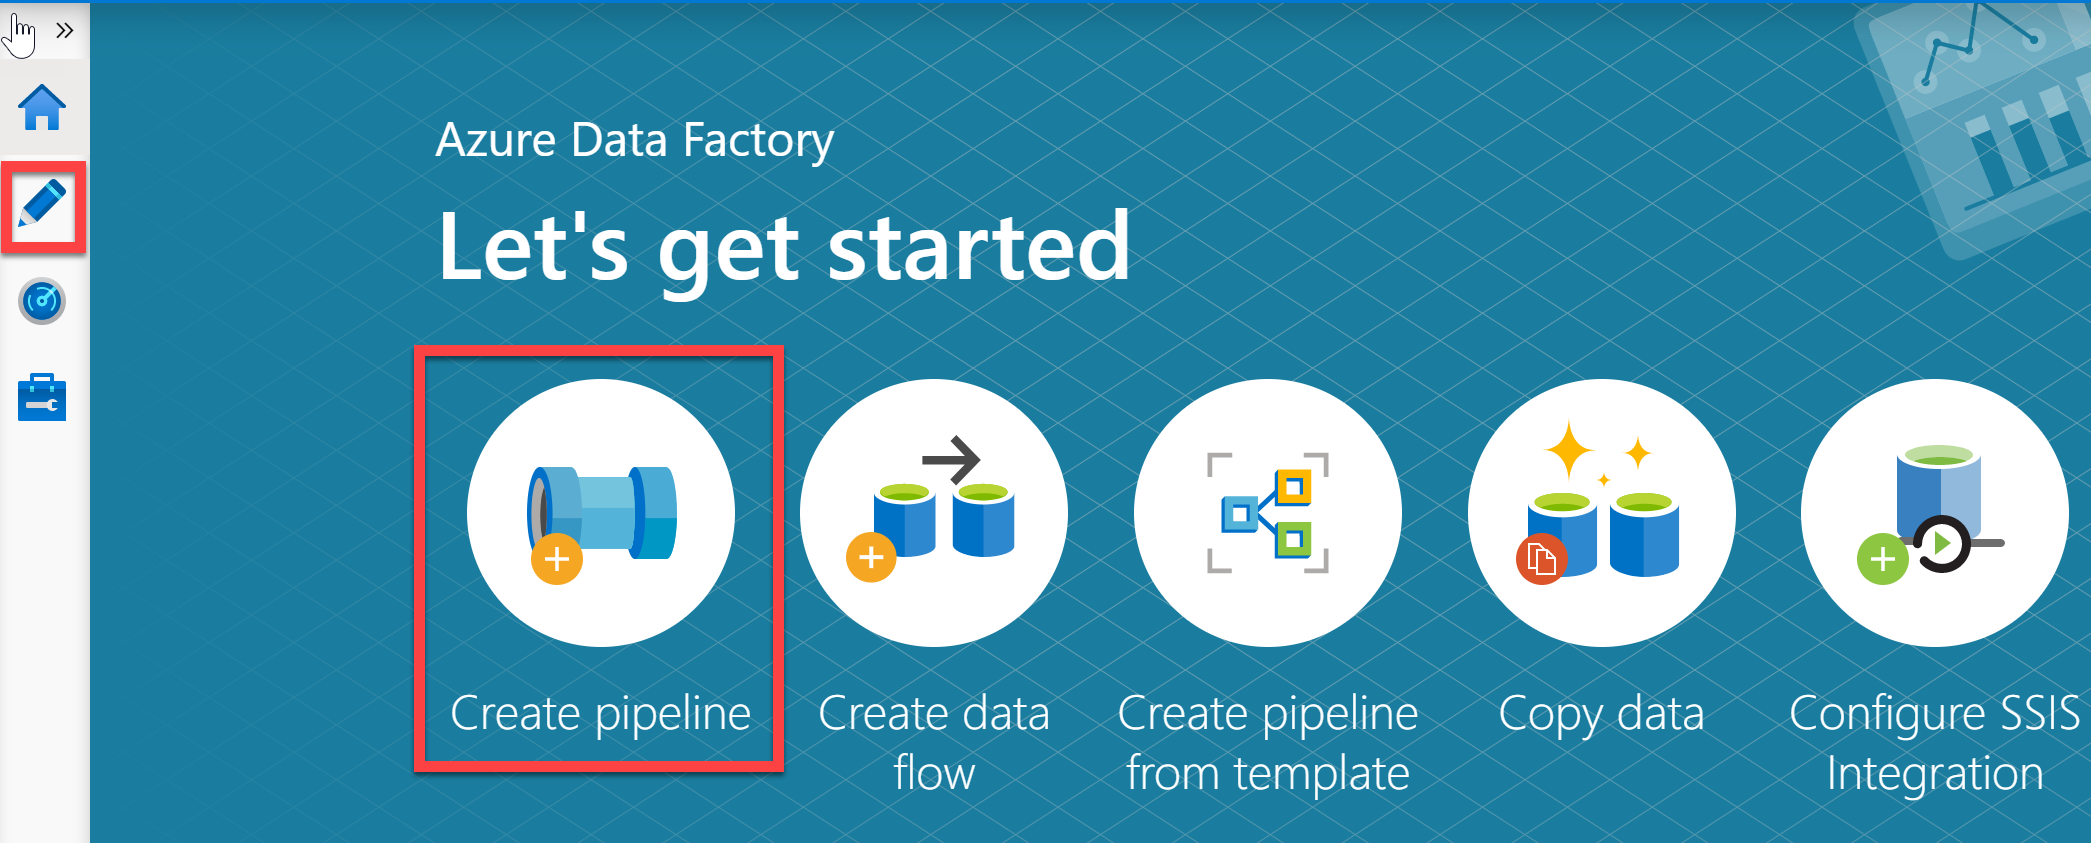 »
Azure Data Factory
Let's get started
Create pipeline
Create data
flow
Create pipeline
from template
Copy data
Configure SSIS
Integration